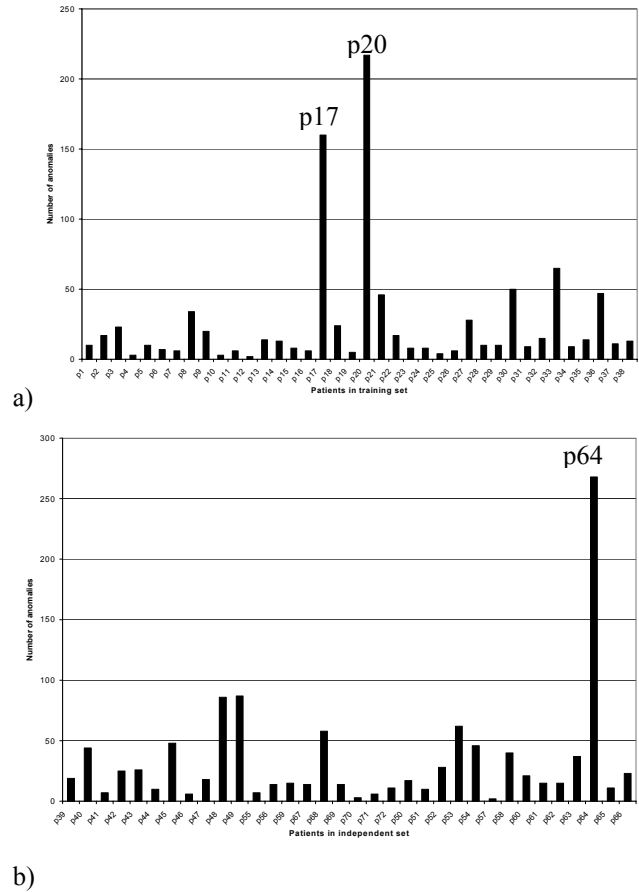 250
200
150
100
50
0
Number of anomalies
p17
p20
p1 p2 p3 p4 p5 p6 p7 p8 p9 p10 p11 p12 p13 p14 p15 p16 p17 p18 p19 p20 p21 p22 p23 p24 p25 p26 p27 p28 p29 p30 p31 p32 p33 p34 p35 p36 p37 p38
Patients in training set
a)
300
250
200
150
100
50
0
Number of anomalies
p64
p39 p40 p41 p42 p43 p44 p45 p46 p47 p48 p49 p55 p56 p59 p67 p68 p69 p70 p71 p72 p50 p51 p52 p53 p54 p57 p58 p60 p61 p62 p63 p64 p65 p66
Patients in independent set
b)